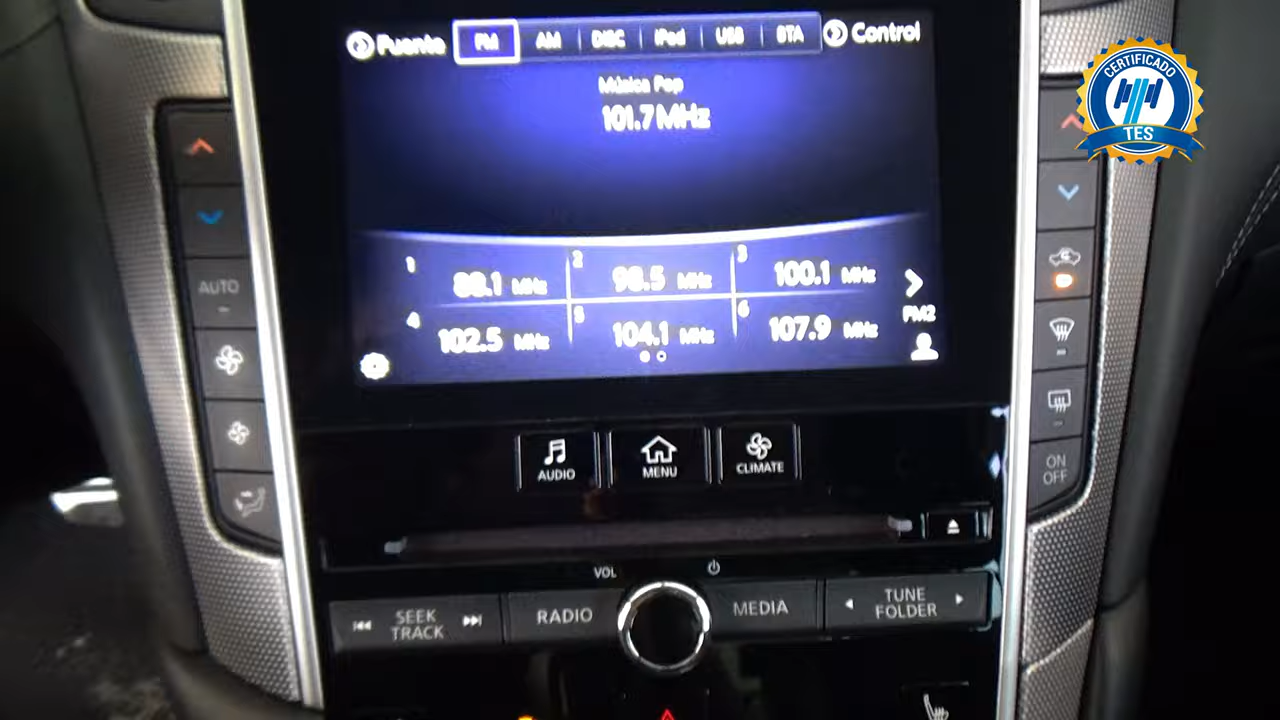 Fuente FM AM DISC iPod USB BTA Control
Música Pop
101.7 MHz
1 88.1 MHz 2 98.5 MHz 3 100.1 MHz
4 102.5 MHz 5 104.1 MHz 6 107.9 MHz
FM2
AUTO
ON
OFF
AUDIO MENU CLIMATE
VOL
SEEK
TRACK
RADIO
MEDIA
TUNE
FOLDER
CERTIFICADO
TES